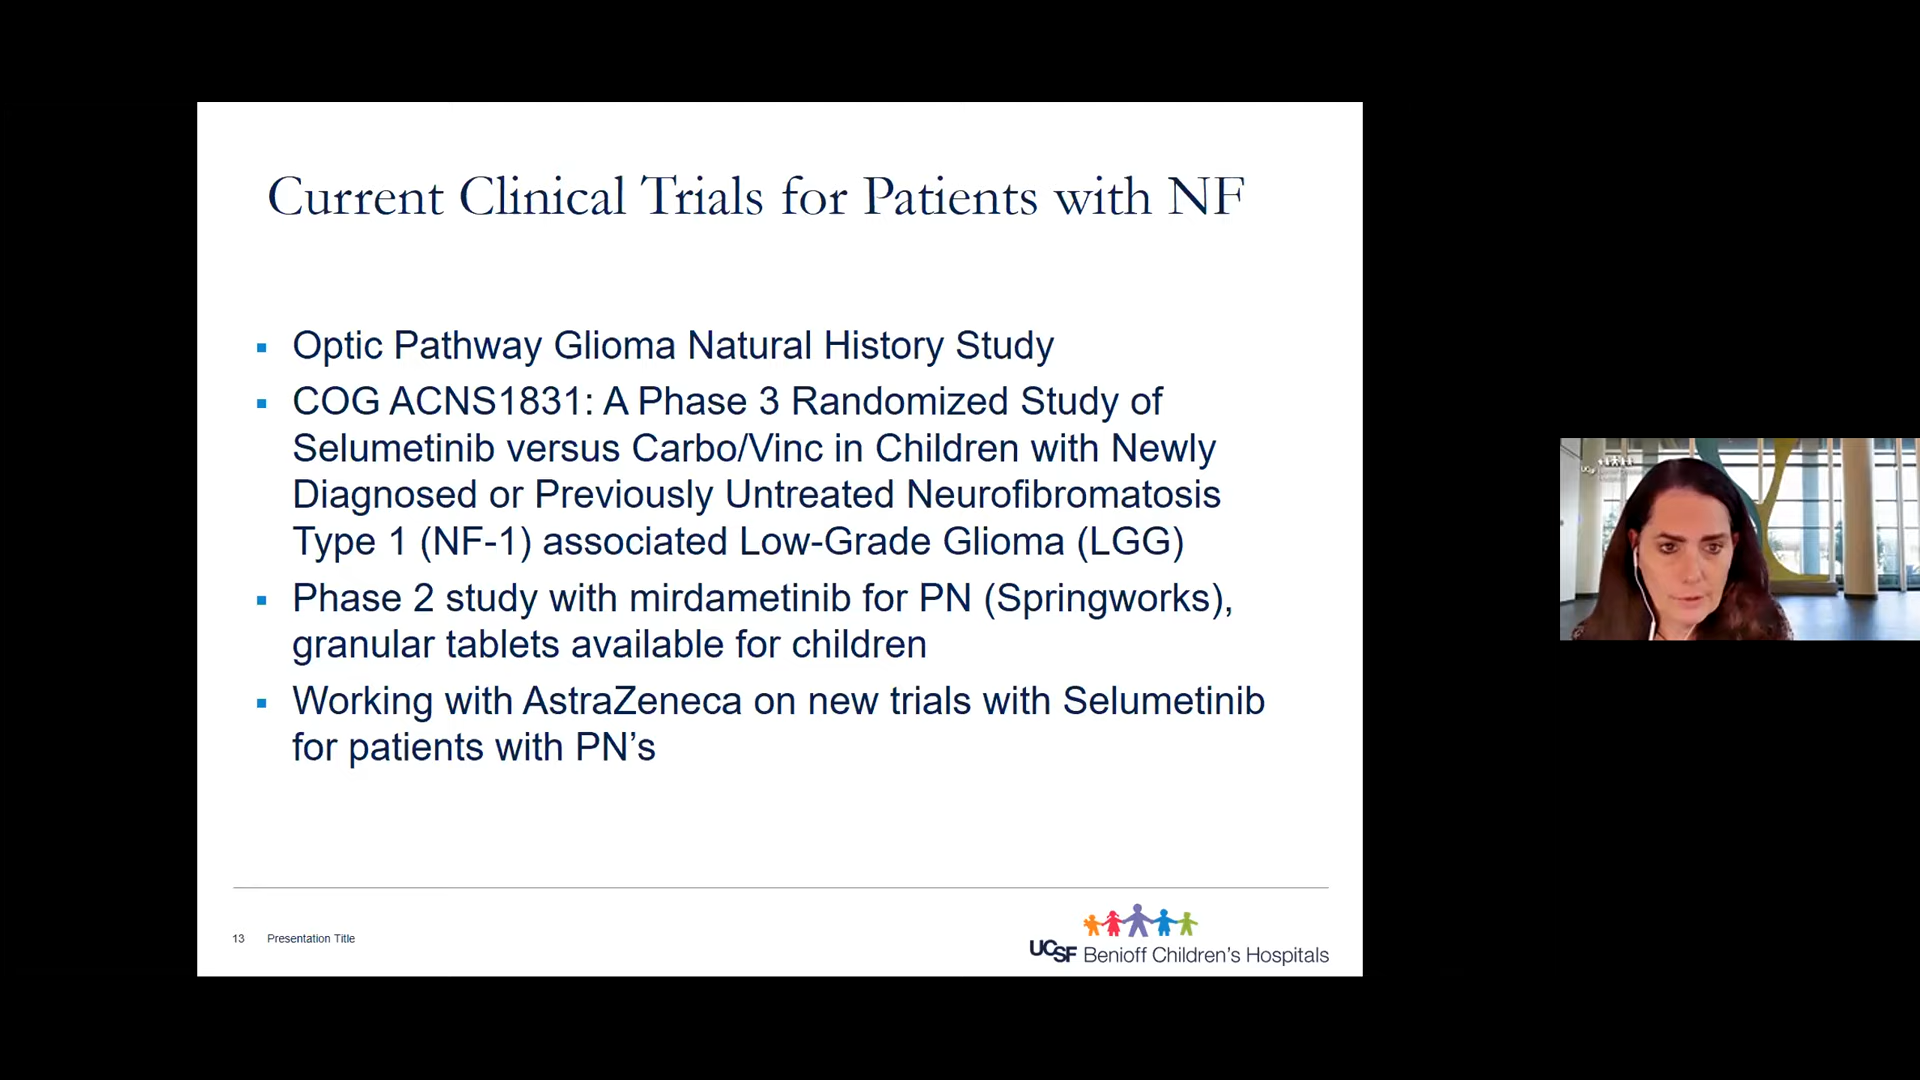 Current Clinical Trials for Patients with NF
▪ Optic Pathway Glioma Natural History Study
▪ COG ACNS1831: A Phase 3 Randomized Study of
Selumetinib versus Carbo/Vinc in Children with Newly
Diagnosed or Previously Untreated Neurofibromatosis
Type 1 (NF-1) associated Low-Grade Glioma (LGG)
▪ Phase 2 study with mirdametinib for PN (Springworks),
granular tablets available for children
▪ Working with AstraZeneca on new trials with Selumetinib
for patients with PN’s
13 Presentation Title
UCSF Benioff Children’s Hospitals